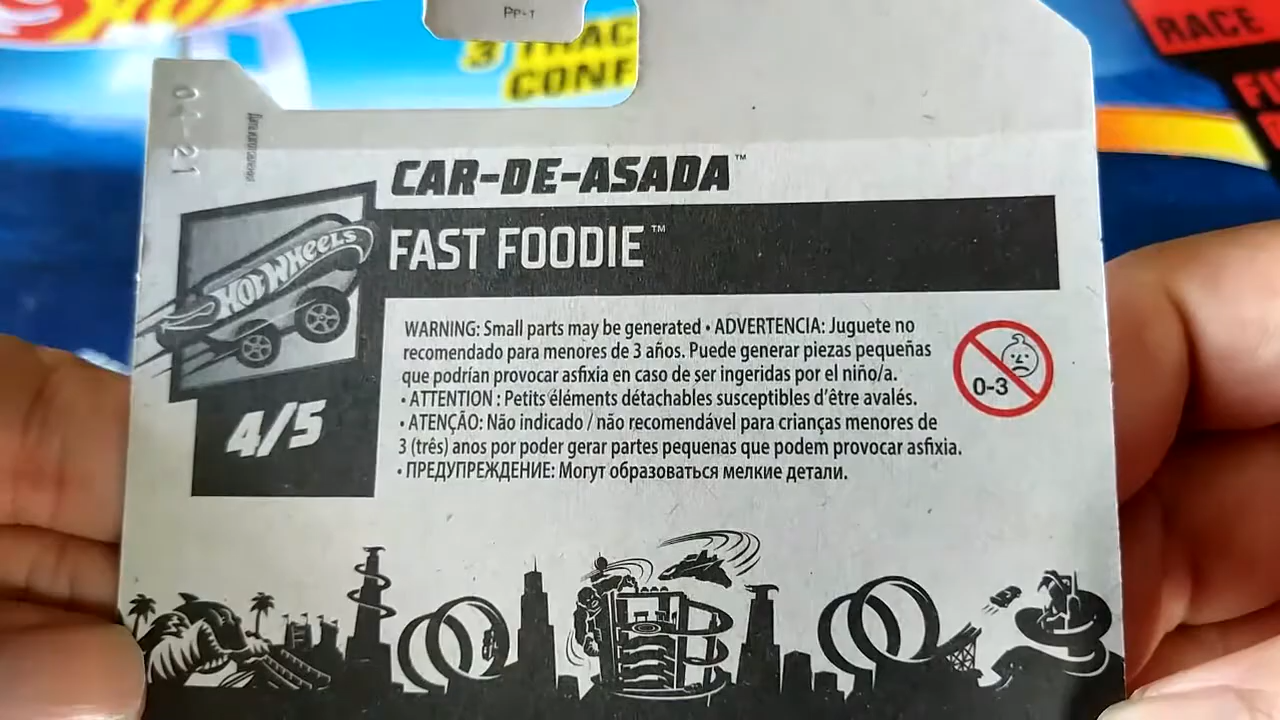 PP-1
3 TRAC
CONF
RACE
04-21
CAR-DE-ASADA™
FAST FOODIE™
HOT WHEELS
4/5
WARNING: Small parts may be generated • ADVERTENCIA: Juguete no
recomendado para menores de 3 años. Puede generar piezas pequeñas
que podrían provocar asfixia en caso de ser ingeridas por el niño/a.
• ATTENTION : Petits éléments détachables susceptibles d'être avalés.
• ATENÇÃO: Não indicado / não recomendável para crianças menores de
3 (três) anos por poder gerar partes pequenas que podem provocar asfixia.
• ПРЕДУПРЕЖДЕНИЕ: Могут образоваться мелкие детали.
0-3